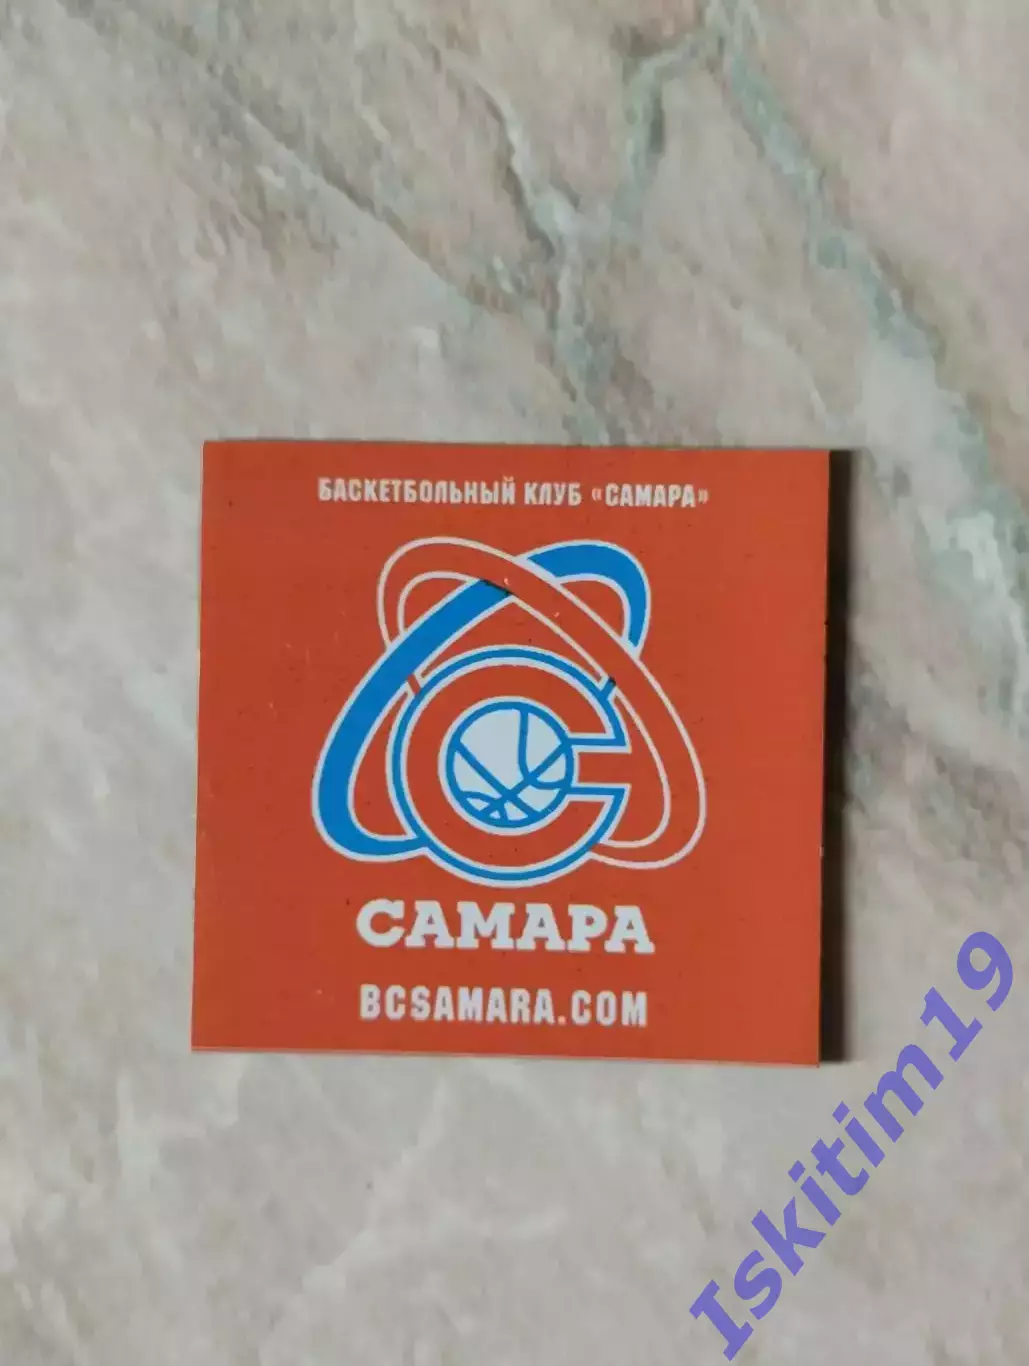 БАСКЕТБОЛЬНЫЙ КЛУБ «САМАРА»
САМАРА
BCSAMARA.COM
Iskitim19